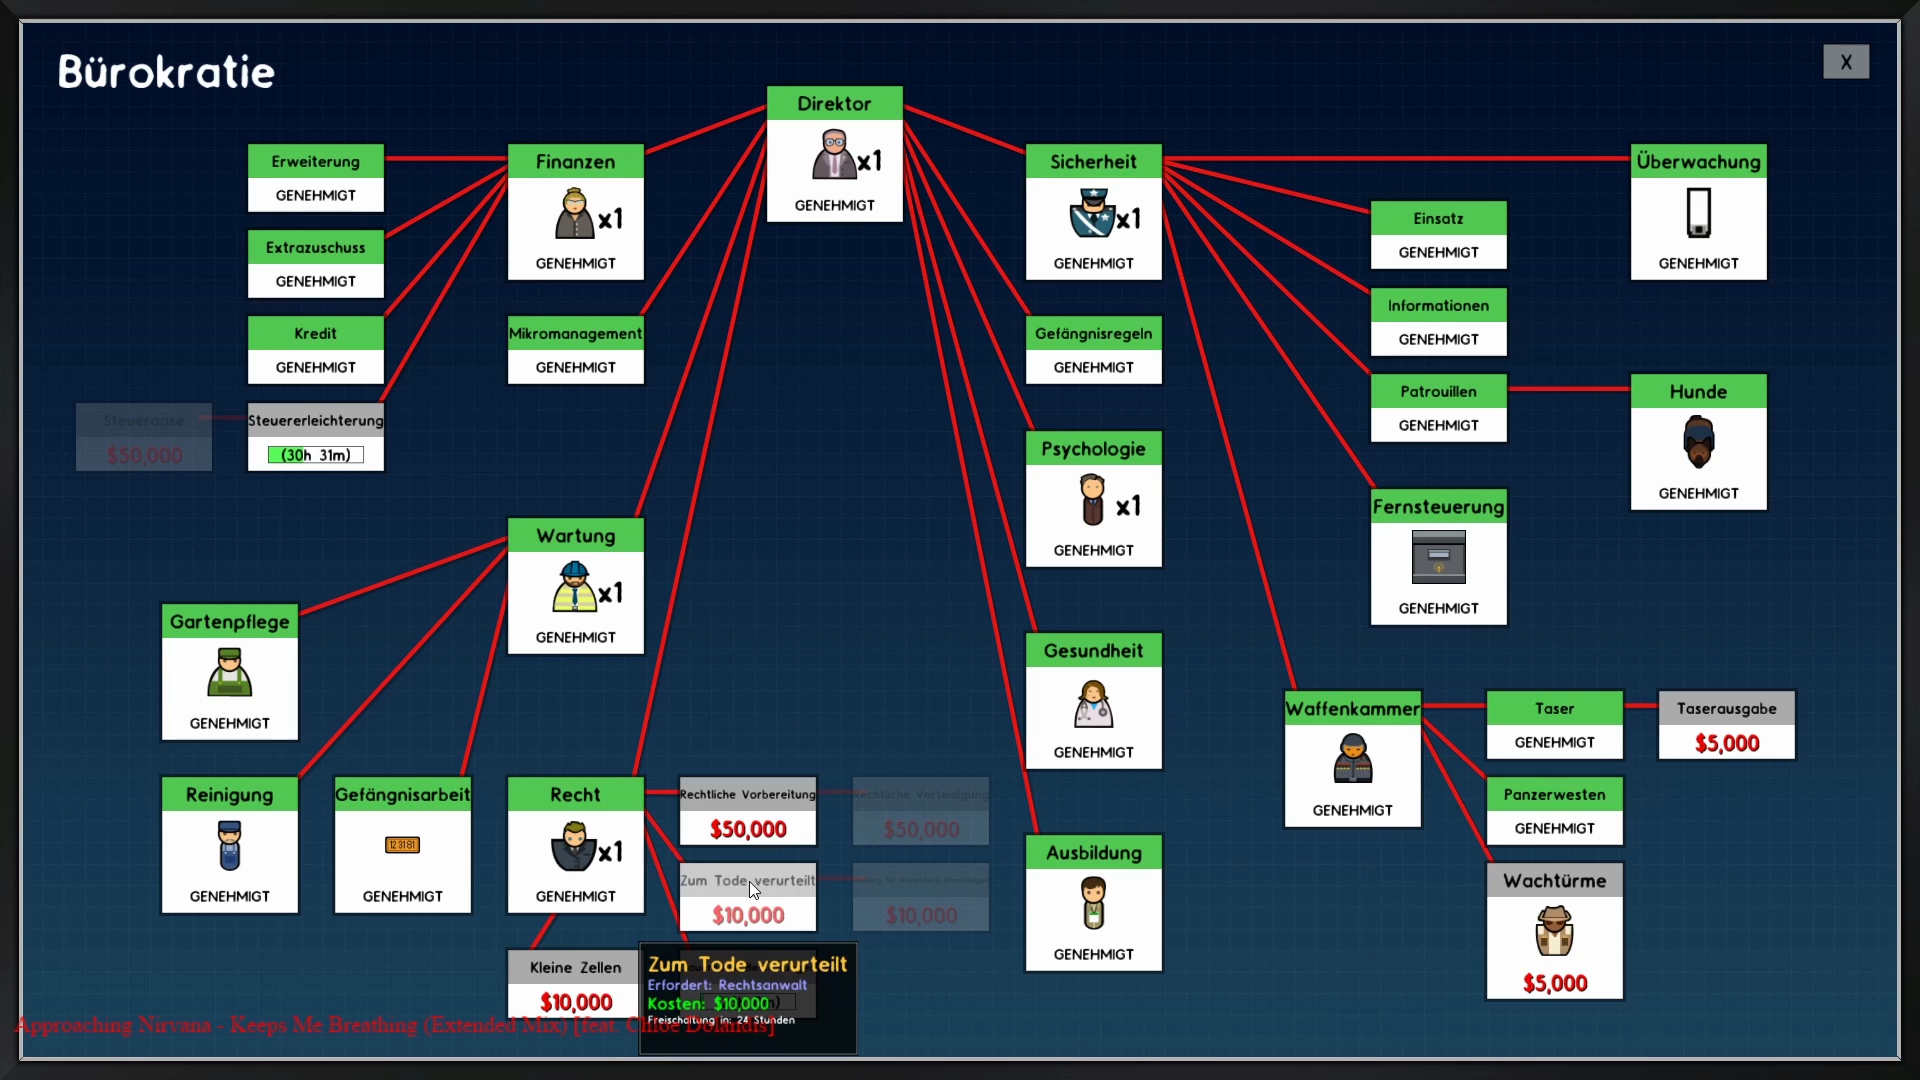 Bürokratie
X
Direktor
x1
GENEHMIGT
Erweiterung
GENEHMIGT
Finanzen
x1
GENEHMIGT
Sicherheit
x1
GENEHMIGT
Überwachung
GENEHMIGT
Einsatz
GENEHMIGT
Extrazuschuss
GENEHMIGT
Informationen
GENEHMIGT
Kredit
GENEHMIGT
Mikromanagement
GENEHMIGT
Gefängnisregeln
GENEHMIGT
Patrouillen
GENEHMIGT
Hunde
GENEHMIGT
Steueroase
$50,000
Steuererleichterung
(30h 31m)
Psychologie
x1
GENEHMIGT
Fernsteuerung
GENEHMIGT
Wartung
x1
GENEHMIGT
Gartenpflege
GENEHMIGT
Gesundheit
GENEHMIGT
Waffenkammer
GENEHMIGT
Taser
GENEHMIGT
Taserausgabe
$5,000
Reinigung
GENEHMIGT
Gefängnisarbeit
12 31 81
GENEHMIGT
Recht
x1
GENEHMIGT
Rechtliche Vorbereitung
$50,000
Rechtliche Verteidigung
$50,000
Panzerwesten
GENEHMIGT
Zum Tode verurteilt
$10,000
$10,000
Ausbildung
GENEHMIGT
Wachtürme
$5,000
Kleine Zellen
$10,000
Zum Tode verurteilt
Erfordert: Rechtsanwalt
Kosten: $10,000
Freischaltung in: 24 Stunden
Approaching Nirvana - Keeps Me Breathing (Extended Mix) [feat. Chloe Dolandis]